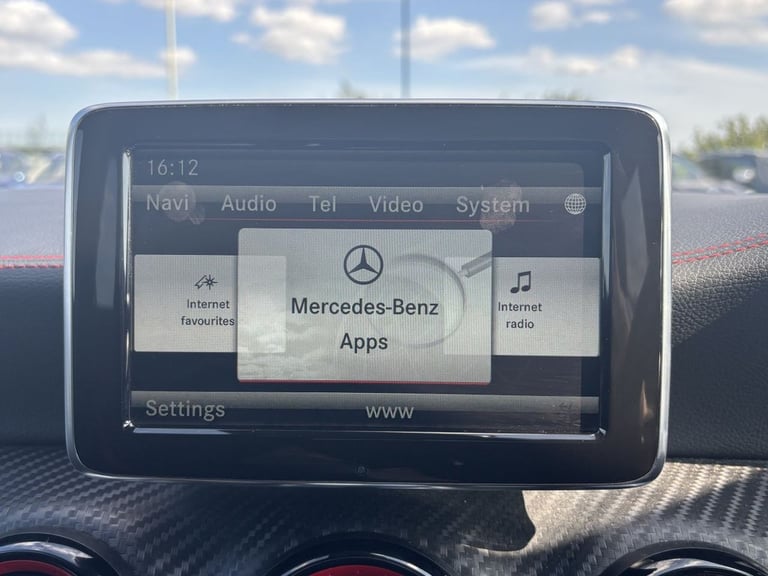 16:12
Navi Audio Tel Video System
Internet
favourites
Mercedes-Benz
Apps
Internet
radio
Settings www